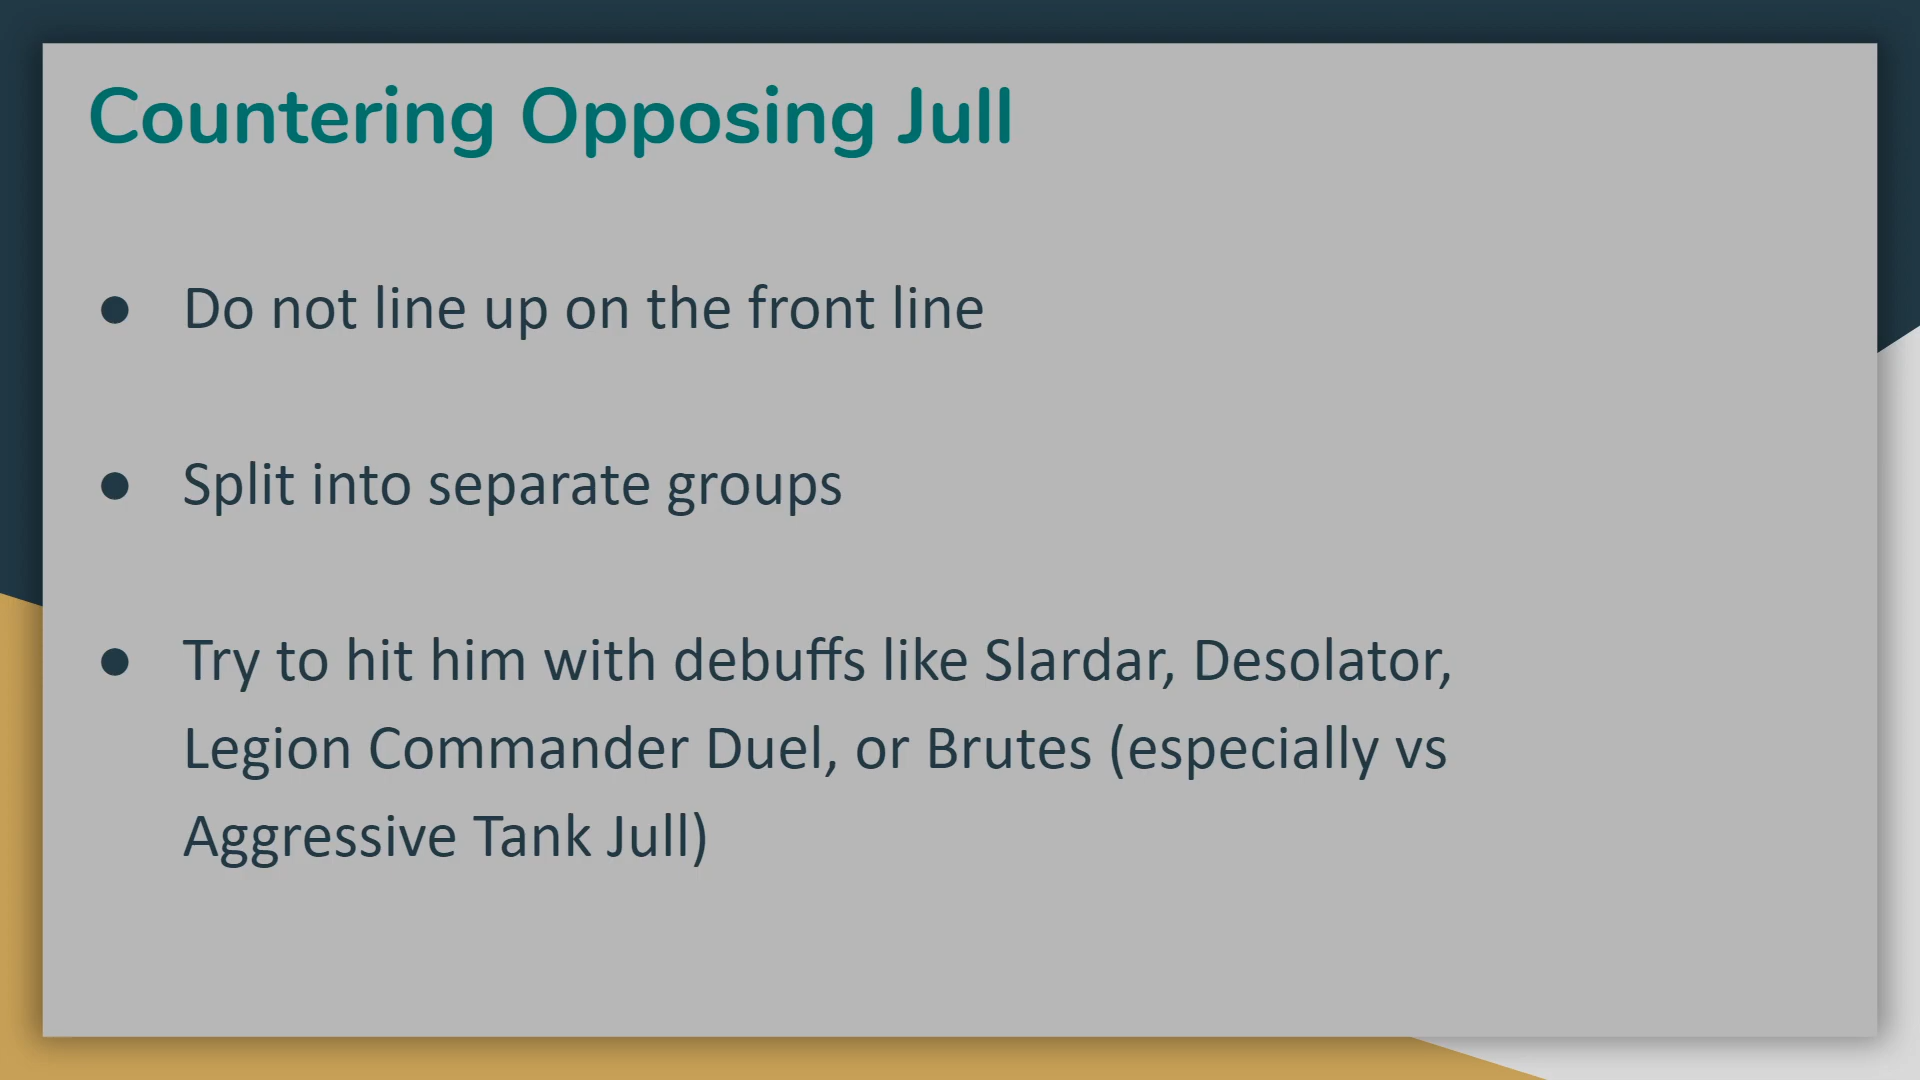 Countering Opposing Jull
● Do not line up on the front line
● Split into separate groups
● Try to hit him with debuffs like Slardar, Desolator,
Legion Commander Duel, or Brutes (especially vs
Aggressive Tank Jull)